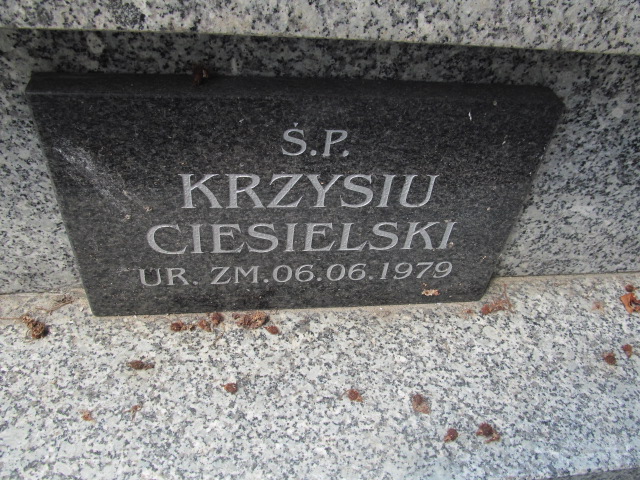 Ś.P.
KRZYSIU
CIESIELSKI
UR. ZM.06.06.1979